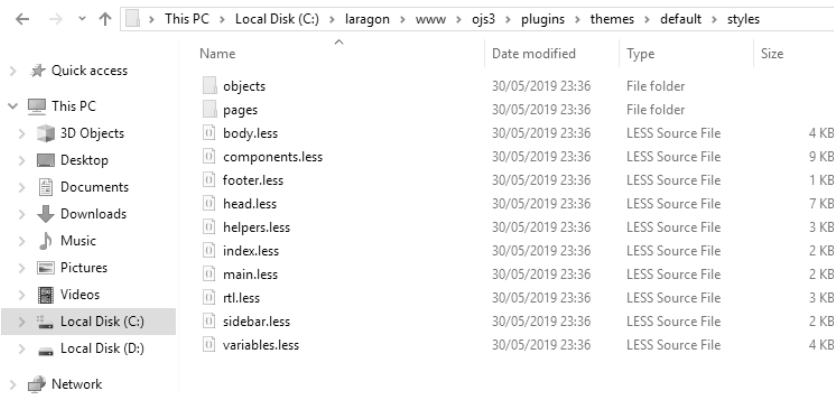 This PC > Local Disk (C:) > laragon > www > ojs3 > plugins > themes > default > styles
Name Date modified Type Size
Quick access
This PC
3D Objects
Desktop
Documents
Downloads
Music
Pictures
Videos
Local Disk (C:)
Local Disk (D:)
Network
objects 30/05/2019 23:36 File folder
pages 30/05/2019 23:36 File folder
body.less 30/05/2019 23:36 LESS Source File 4 KB
components.less 30/05/2019 23:36 LESS Source File 9 KB
footer.less 30/05/2019 23:36 LESS Source File 1 KB
head.less 30/05/2019 23:36 LESS Source File 7 KB
helpers.less 30/05/2019 23:36 LESS Source File 3 KB
index.less 30/05/2019 23:36 LESS Source File 2 KB
main.less 30/05/2019 23:36 LESS Source File 2 KB
rtl.less 30/05/2019 23:36 LESS Source File 3 KB
sidebar.less 30/05/2019 23:36 LESS Source File 2 KB
variables.less 30/05/2019 23:36 LESS Source File 4 KB